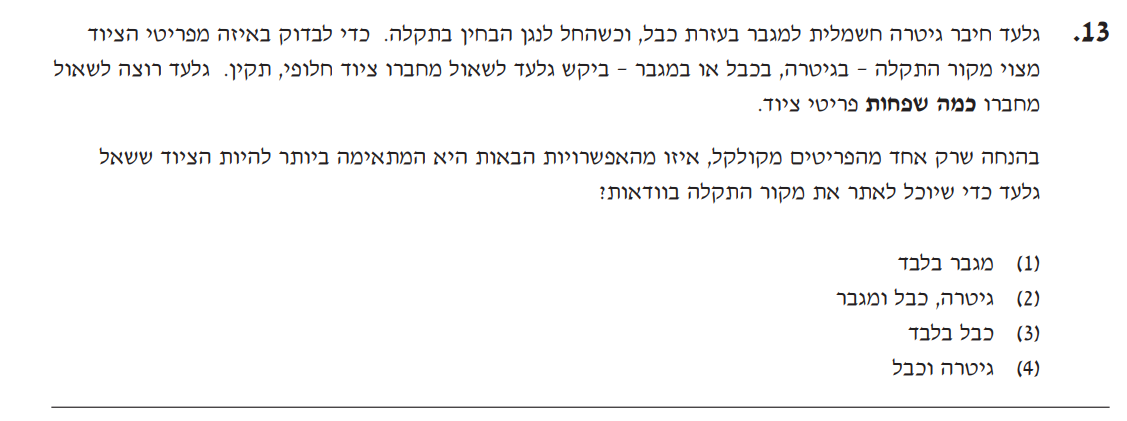 13. גלעד חיבר גיטרה חשמלית למגבר בעזרת כבל, וכשהחל לנגן הבחין בתקלה. כדי לבדוק באיזה מפריטי הציוד
מצוי מקור התקלה – בגיטרה, בכבל או במגבר – ביקש גלעד לשאול מחברו ציוד חלופי, תקין. גלעד רוצה לשאול
מחברו כמה שפחות פריטי ציוד.
בהנחה שרק אחד מהפריטים מקולקל, איזו מהאפשרויות הבאות היא המתאימה ביותר להיות הציוד ששאל
גלעד כדי שיוכל לאתר את מקור התקלה בוודאות?
(1) מגבר בלבד
(2) גיטרה, כבל ומגבר
(3) כבל בלבד
(4) גיטרה וכבל